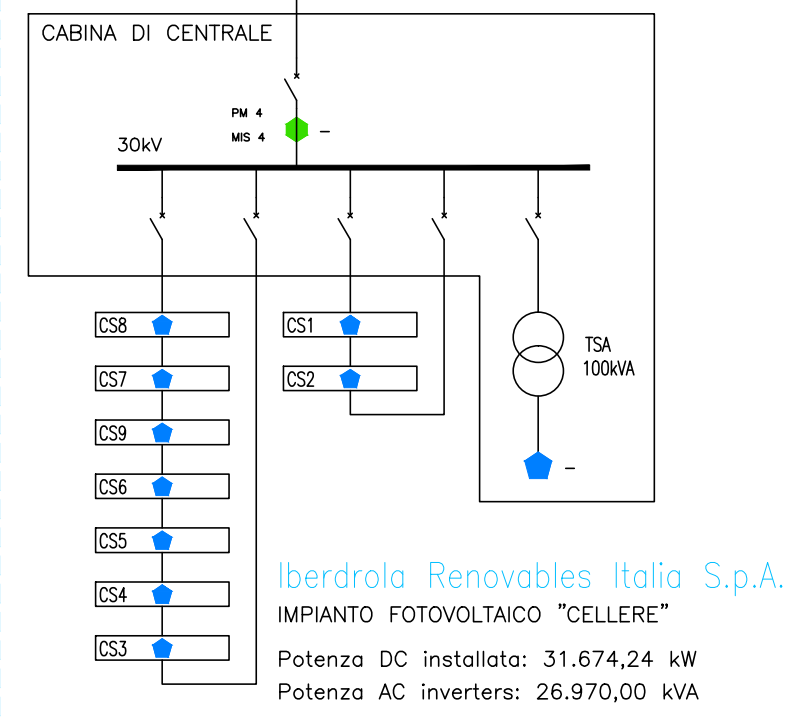 CABINA DI CENTRALE
PM 4
MIS 4
30kV
CS8
CS1
TSA
100kVA
CS7
CS2
CS9
CS6
CS5
CS4
CS3
Iberdrola Renovables Italia S.p.A.
IMPIANTO FOTOVOLTAICO "CELLERE"
Potenza DC installata: 31.674,24 kW
Potenza AC inverters: 26.970,00 kVA